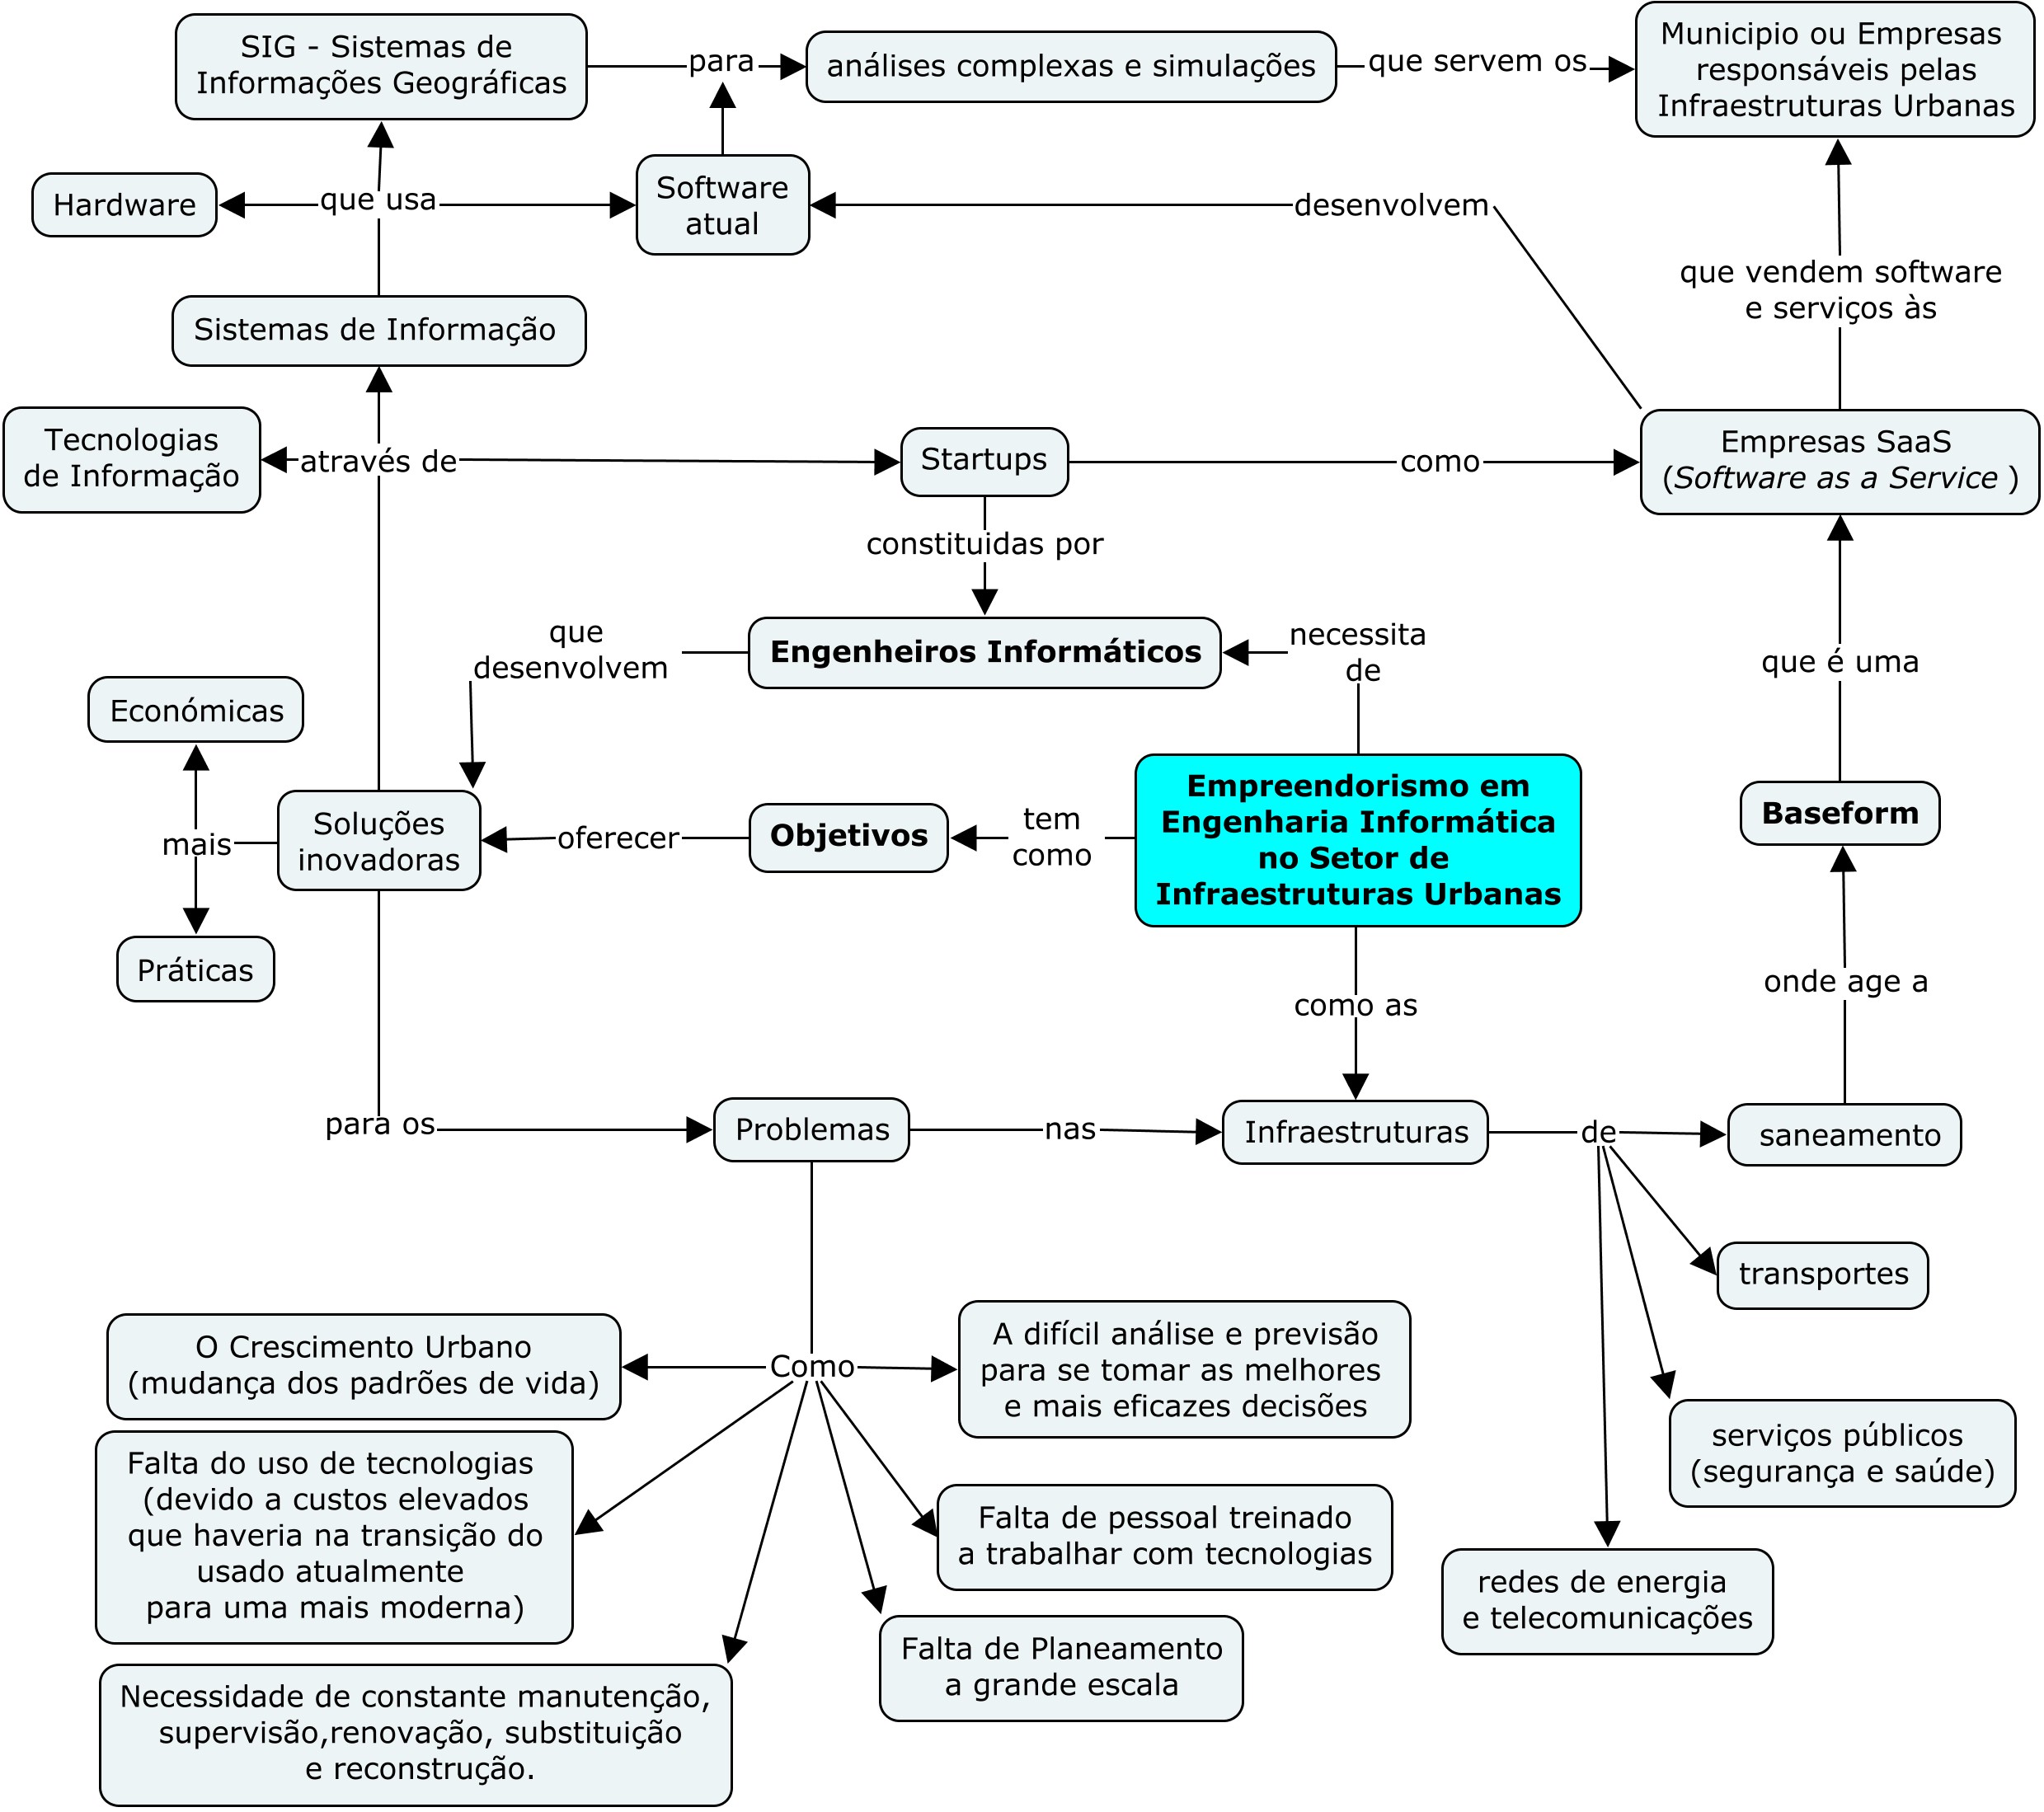 SIG - Sistemas de
Informações Geográficas
para
análises complexas e simulações
que servem os
Municipio ou Empresas
responsáveis pelas
Infraestruturas Urbanas
Hardware
que usa
Software
atual
desenvolvem
que vendem software
e serviços às
Sistemas de Informação
Tecnologias
de Informação
através de
Startups
como
Empresas SaaS
(Software as a Service )
constituidas por
que
desenvolvem
Engenheiros Informáticos
necessita
de
que é uma
Económicas
mais
Práticas
Soluções
inovadoras
oferecer
Objetivos
tem
como
Empreendorismo em
Engenharia Informática
no Setor de
Infraestruturas Urbanas
Baseform
como as
onde age a
para os
Problemas
nas
Infraestruturas
de
saneamento
transportes
serviços públicos
(segurança e saúde)
redes de energia
e telecomunicações
Como
O Crescimento Urbano
(mudança dos padrões de vida)
A difícil análise e previsão
para se tomar as melhores
e mais eficazes decisões
Falta do uso de tecnologias
(devido a custos elevados
que haveria na transição do
usado atualmente
para uma mais moderna)
Falta de pessoal treinado
a trabalhar com tecnologias
Falta de Planeamento
a grande escala
Necessidade de constante manutenção,
supervisão,renovação, substituição
e reconstrução.